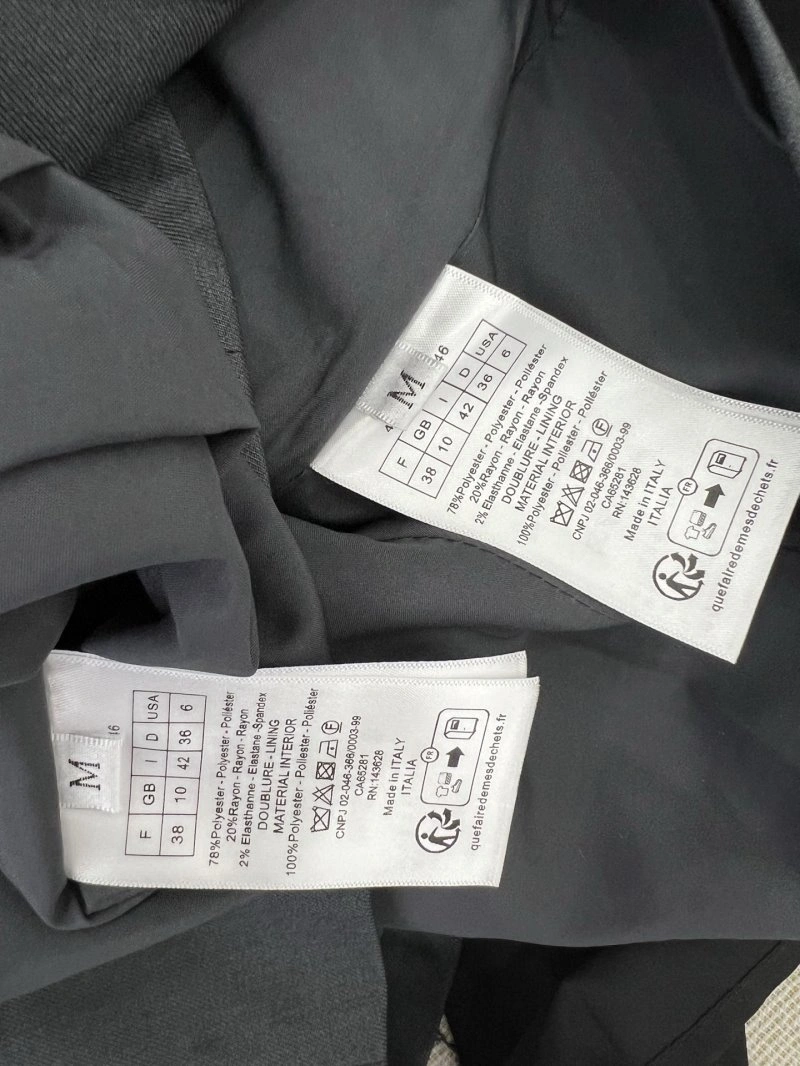 M
46
F GB I D USA
38 10 42 36 6
78%Polyester - Polyester - Poliéster
20%Rayon - Rayon - Rayon
2% Elasthanne - Elastane -Spandex
DOUBLURE - LINING
MATERIAL INTERIOR
100%Polyester - Poliester - Poliéster
CNPJ 02-046-366/0003-99
CA65281
RN:143628
Made in ITALY
ITALIA
FR
quefairedemesdechets.fr
M
46
F GB I D USA
38 10 42 36 6
78%Polyester - Polyester - Poliéster
20%Rayon - Rayon - Rayon
2% Elasthanne - Elastane -Spandex
DOUBLURE - LINING
MATERIAL INTERIOR
100%Polyester - Poliester - Poliéster
CNPJ 02-046-366/0003-99
CA65281
RN:143628
Made in ITALY
ITALIA
FR
quefairedemesdechets.fr